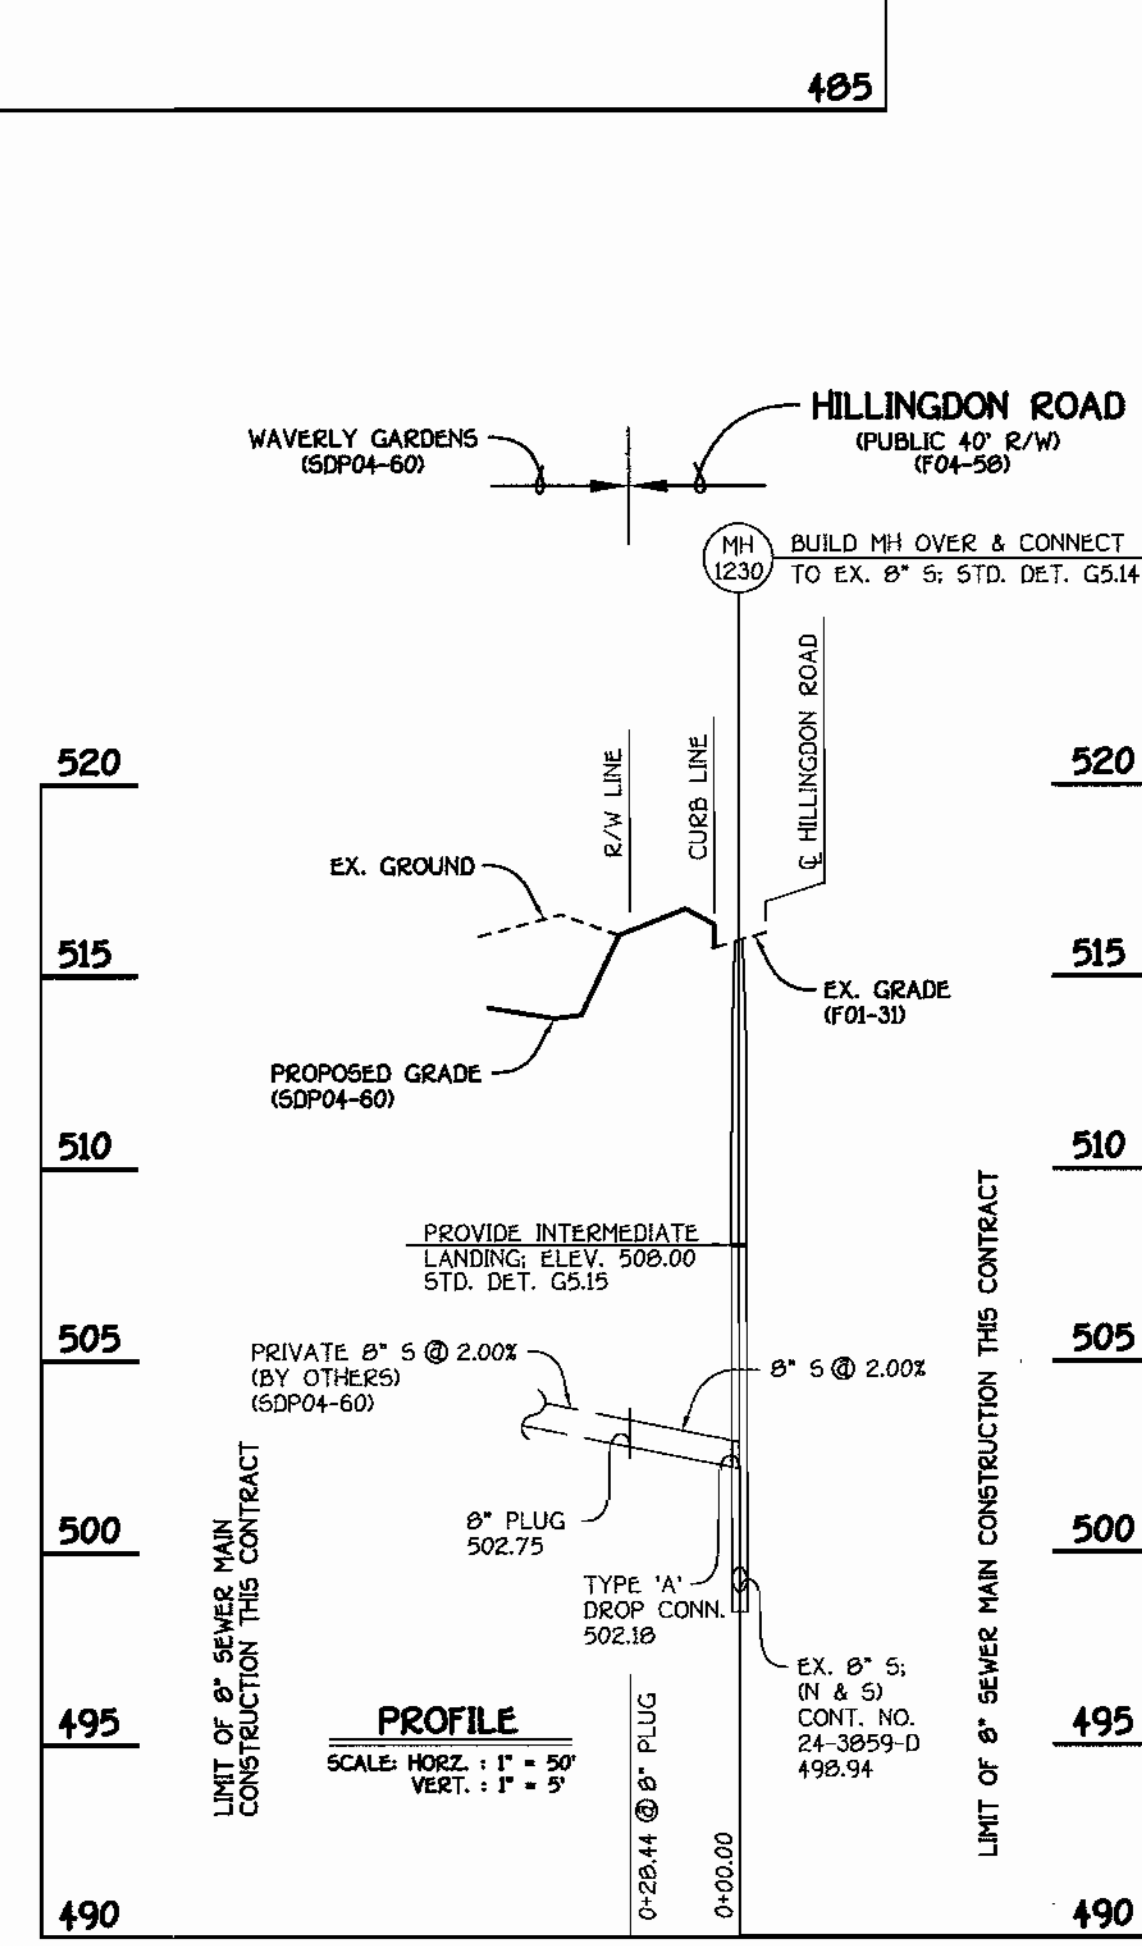 485
WAVERLY GARDENS
(SDP04-60)
HILLINGDON ROAD
(PUBLIC 40' R/W)
(F04-58)
MH
1230
BUILD MH OVER & CONNECT
TO EX. 8" S; STD. DET. G5.14
R/W LINE
CURB LINE
℄ HILLINGDON ROAD
520
520
EX. GROUND
515
515
EX. GRADE
(F01-31)
PROPOSED GRADE
(SDP04-60)
510
510
PROVIDE INTERMEDIATE
LANDING; ELEV. 508.00
STD. DET. G5.15
505
505
PRIVATE 8" S @ 2.00%
(BY OTHERS)
(SDP04-60)
8" S @ 2.00%
8" PLUG
502.75
500
500
TYPE 'A'
DROP CONN.
502.18
LIMIT OF 8" SEWER MAIN
CONSTRUCTION THIS CONTRACT
LIMIT OF 8" SEWER MAIN CONSTRUCTION THIS CONTRACT
EX. 8" S;
(N & S)
CONT. NO.
24-3859-D
498.94
495
495
PROFILE
SCALE: HORZ. : 1" = 50'
VERT. : 1" = 5'
0+28.44 @ 8" PLUG
0+00.00
490
490